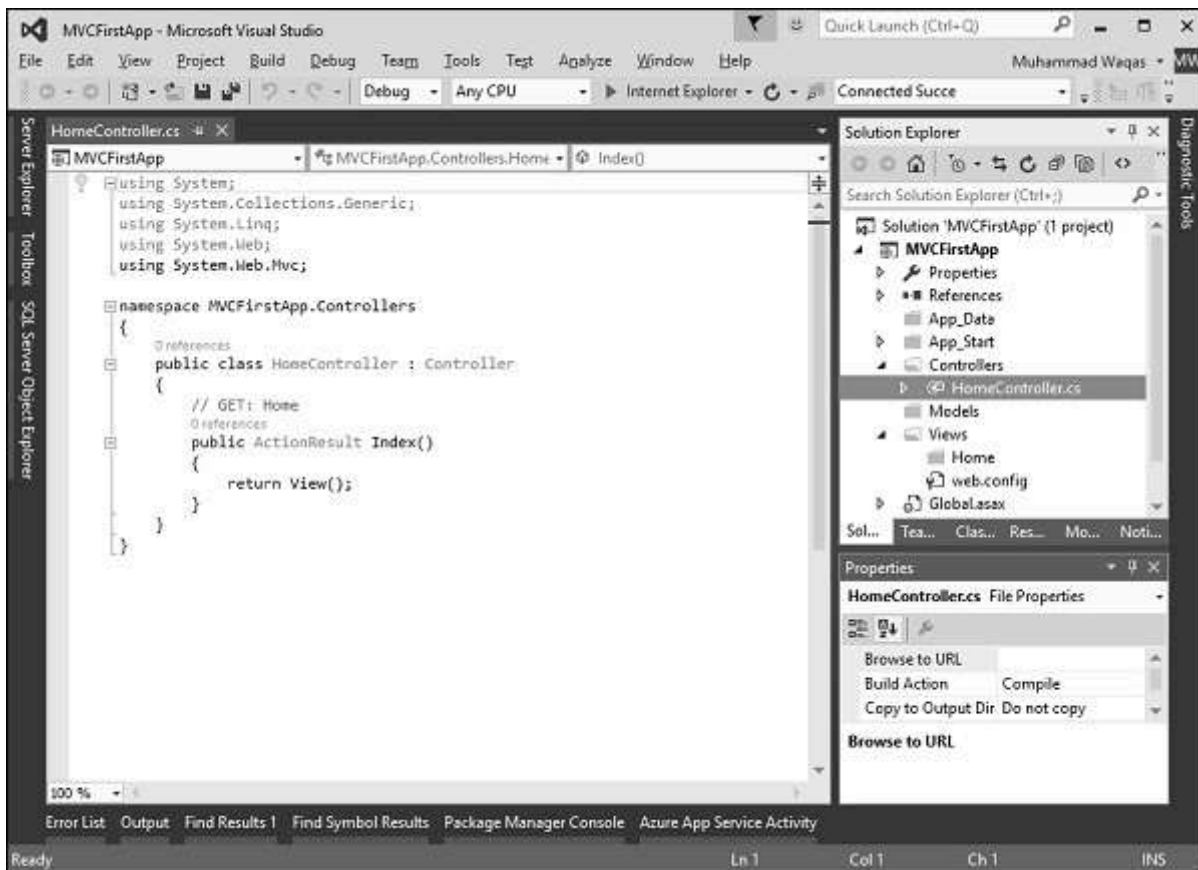 MVCFirstApp - Microsoft Visual Studio
Quick Launch (Ctrl+Q)
File Edit View Project Build Debug Team Tools Test Analyze Window Help
Muhammad Waqas
MW
Debug Any CPU Internet Explorer Connected Succe
Server Explorer
Toolbox
SQL Server Object Explorer
HomeController.cs
MVCFirstApp MVCFirstApp.Controllers.Home Index()
using System;
using System.Collections.Generic;
using System.Linq;
using System.Web;
using System.Web.Mvc;
namespace MVCFirstApp.Controllers
{
0 references
public class HomeController : Controller
{
// GET: Home
0 references
public ActionResult Index()
{
return View();
}
}
}
100 %
Solution Explorer
Search Solution Explorer (Ctrl+;)
Solution 'MVCFirstApp' (1 project)
MVCFirstApp
Properties
References
App_Data
App_Start
Controllers
HomeController.cs
Models
Views
Home
web.config
Global.asax
Sol... Tea... Clas... Res... Mo... Noti...
Properties
HomeController.cs File Properties
Browse to URL
Build Action Compile
Copy to Output Dir Do not copy
Browse to URL
Diagnostic Tools
Error List Output Find Results 1 Find Symbol Results Package Manager Console Azure App Service Activity
Ready Ln 1 Col 1 Ch 1 INS